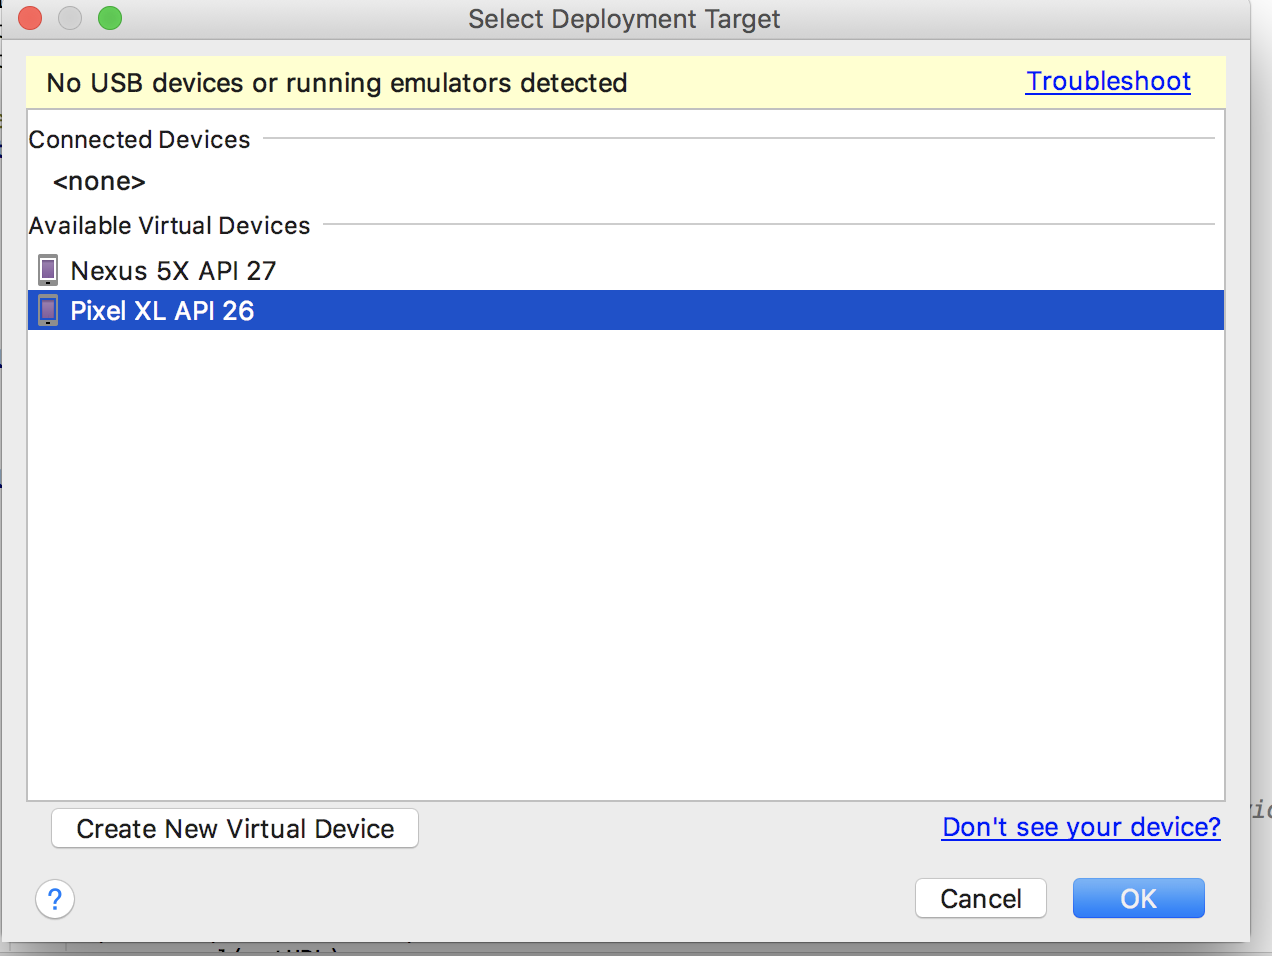 Select Deployment Target
No USB devices or running emulators detected
Troubleshoot
Connected Devices
<none>
Available Virtual Devices
Nexus 5X API 27
Pixel XL API 26
Create New Virtual Device
Don't see your device?
?
Cancel
OK